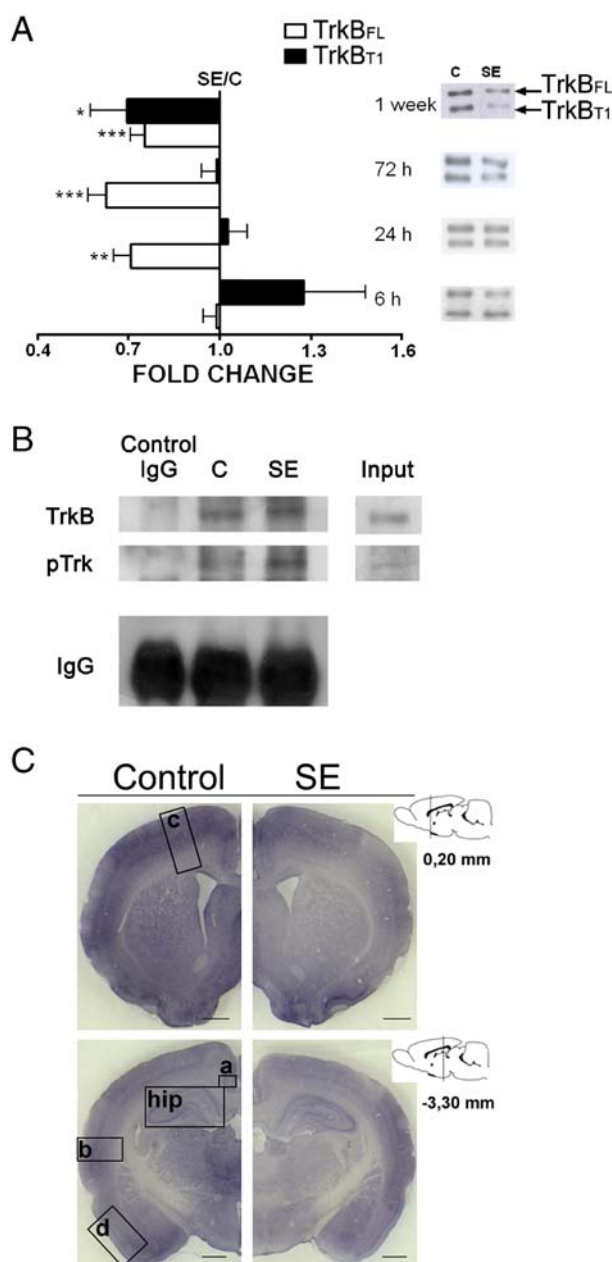 A
TrkBFL
TrkBT1
SE/C
C SE
TrkBFL
TrkBT1
1 week
72 h
24 h
6 h
*
***
***
**
0.4 0.7 1.0 1.3 1.6
FOLD CHANGE
B
Control
IgG C SE Input
TrkB
pTrk
IgG
C
Control SE
c
0,20 mm
a
hip
b
d
-3,30 mm